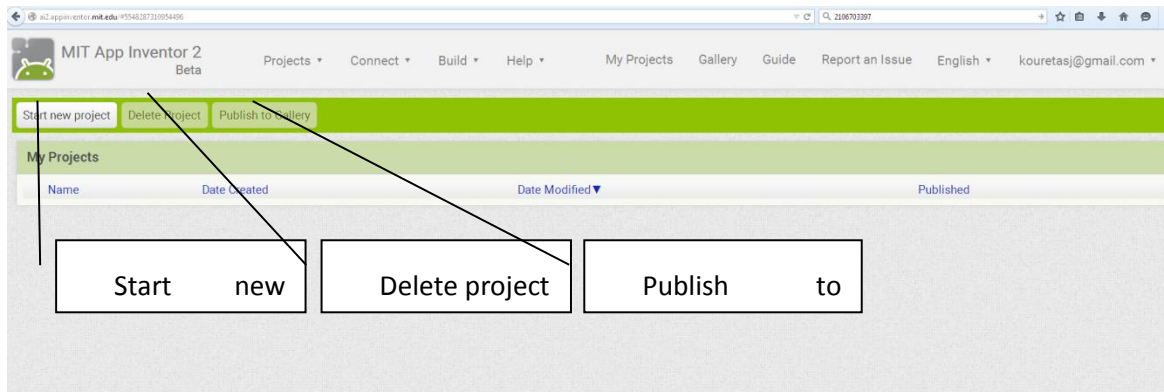 ai2.appinventor.mit.edu/#5548287310954496
2106703397
MIT App Inventor 2
Beta
Projects Connect Build Help My Projects Gallery Guide Report an Issue English kouretasj@gmail.com
Start new project Delete Project Publish to Gallery
My Projects
Name Date Created Date Modified Published
Start new
Delete project
Publish to